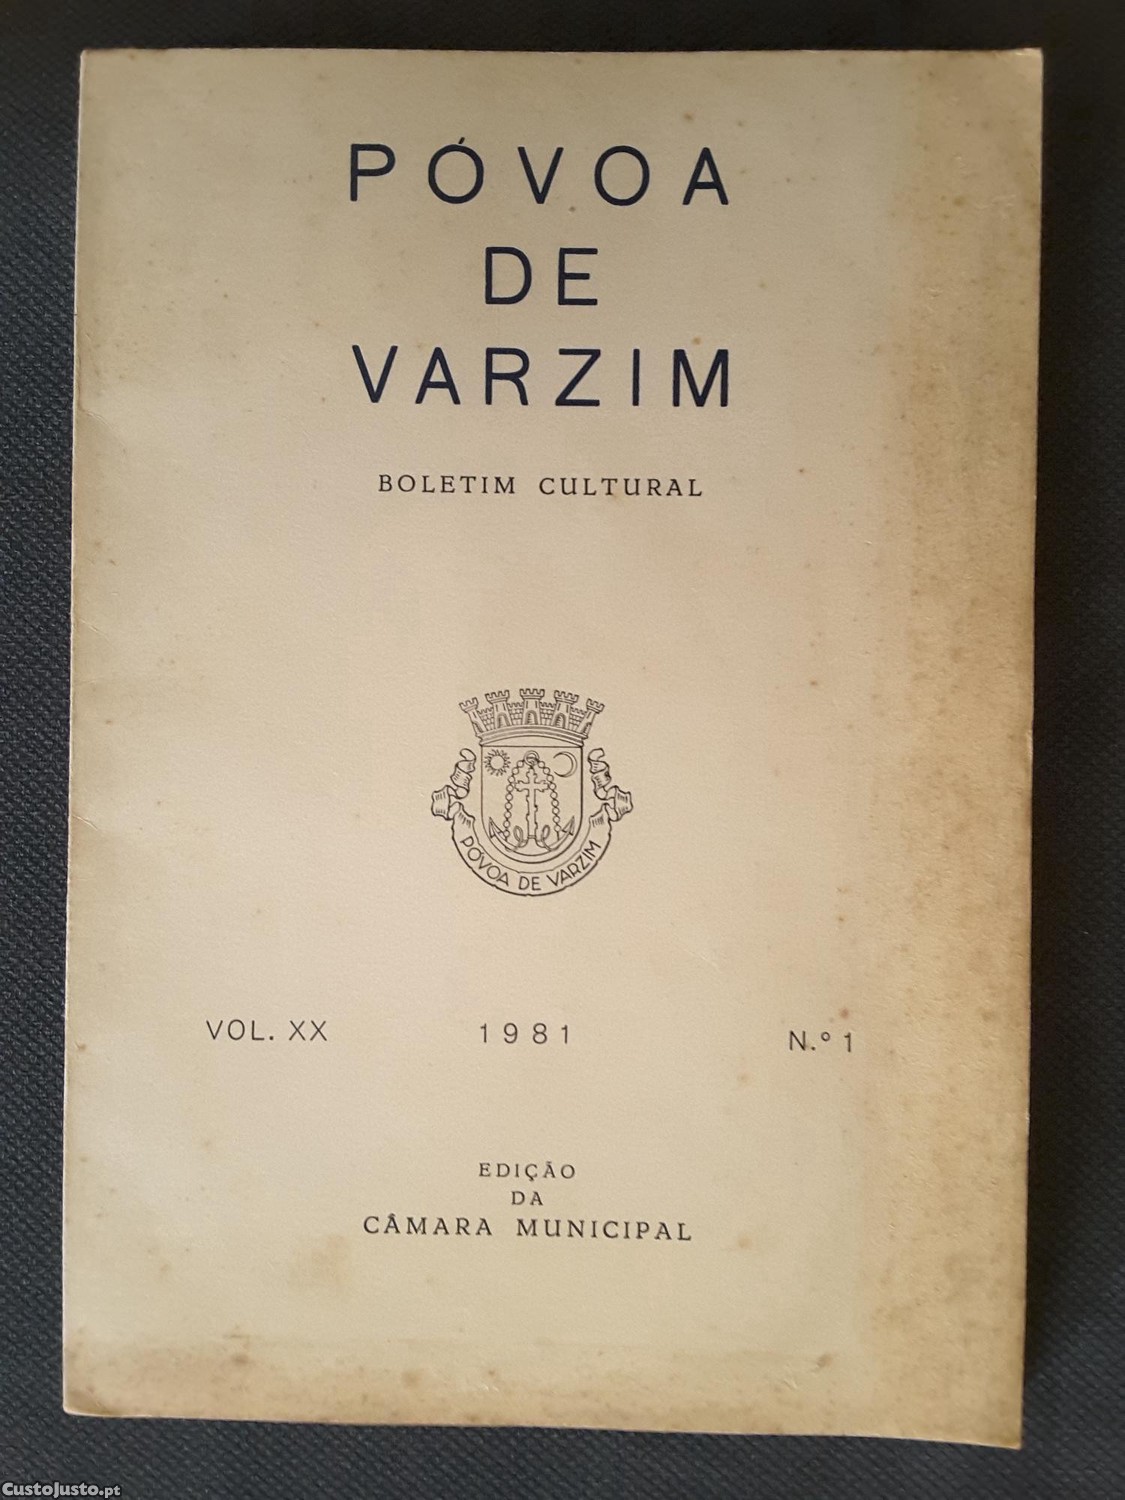 PÓVOA
DE
VARZIM
BOLETIM CULTURAL
PÓVOA DE VARZIM
VOL. XX 1981 N.º 1
EDIÇÃO
DA
CÂMARA MUNICIPAL
CustoJusto.pt